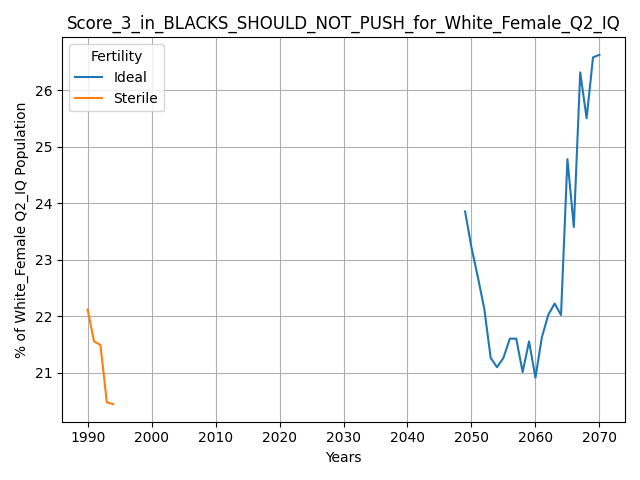 Score_3_in_BLACKS_SHOULD_NOT_PUSH_for_White_Female_Q2_IQ
Fertility
Ideal
Sterile
% of White_Female Q2_IQ Population
26
25
24
23
22
21
1990 2000 2010 2020 2030 2040 2050 2060 2070
Years